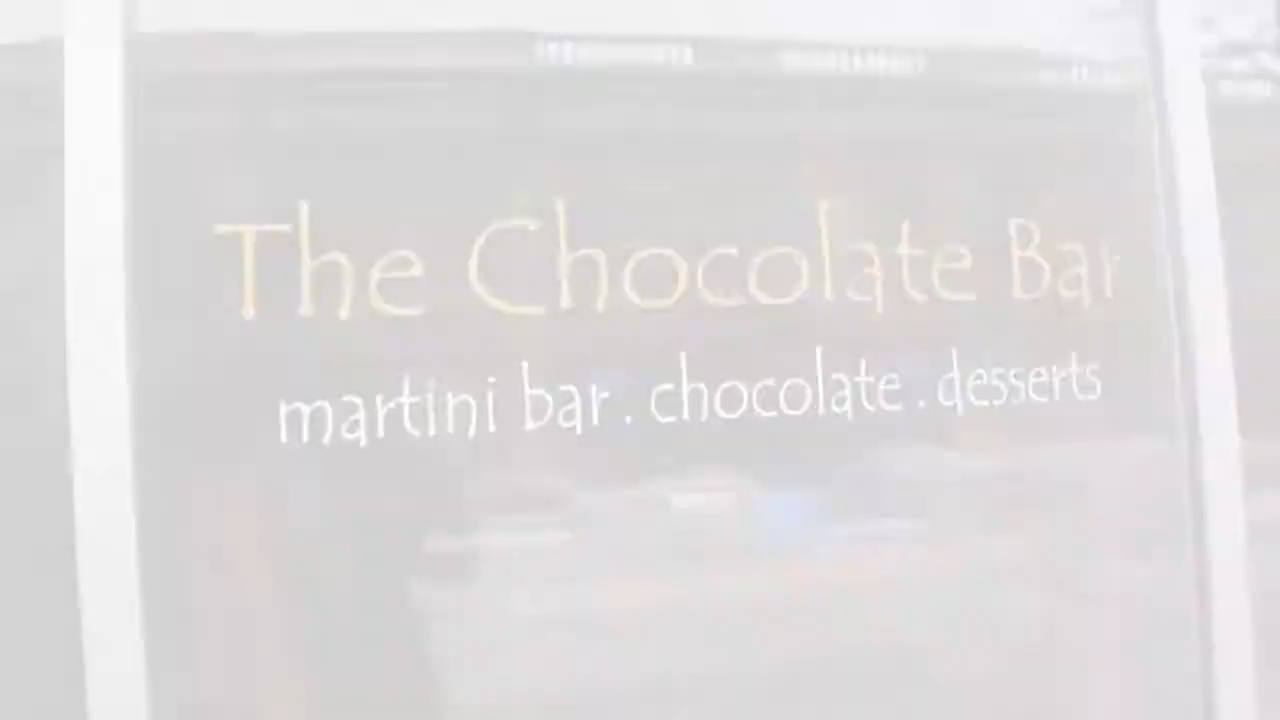 The Chocolate Bar
martini bar . chocolate . desserts